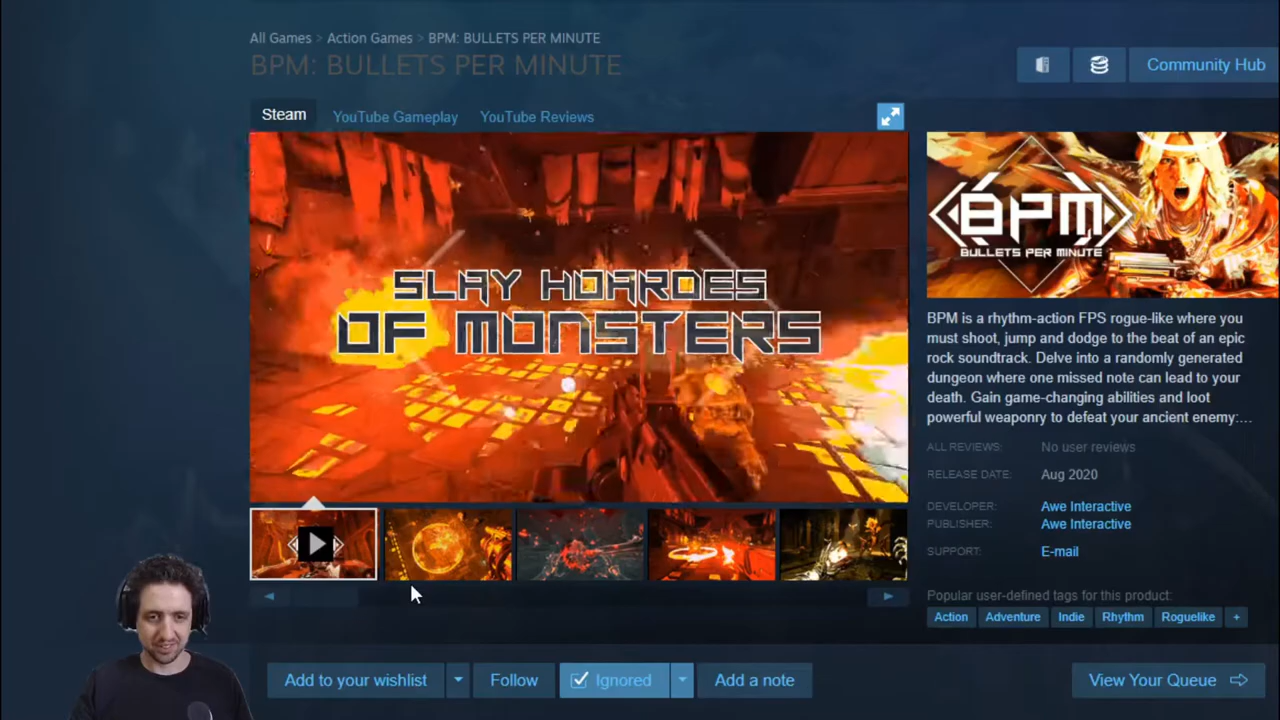 All Games > Action Games > BPM: BULLETS PER MINUTE
BPM: BULLETS PER MINUTE
Community Hub
Steam YouTube Gameplay YouTube Reviews
SLAY HOARDES
OF MONSTERS
BPM
BULLETS PER MINUTE
BPM is a rhythm-action FPS rogue-like where you
must shoot, jump and dodge to the beat of an epic
rock soundtrack. Delve into a randomly generated
dungeon where one missed note can lead to your
death. Gain game-changing abilities and loot
powerful weaponry to defeat your ancient enemy:...
ALL REVIEWS: No user reviews
RELEASE DATE: Aug 2020
DEVELOPER: Awe Interactive
PUBLISHER: Awe Interactive
SUPPORT: E-mail
Popular user-defined tags for this product:
Action Adventure Indie Rhythm Roguelike +
Add to your wishlist Follow Ignored Add a note View Your Queue